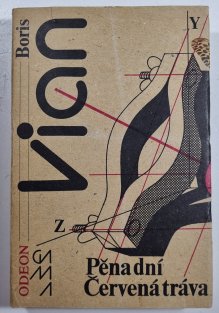 Boris
Vian
Y
Z
ODEON
Pěna dní
Červená tráva